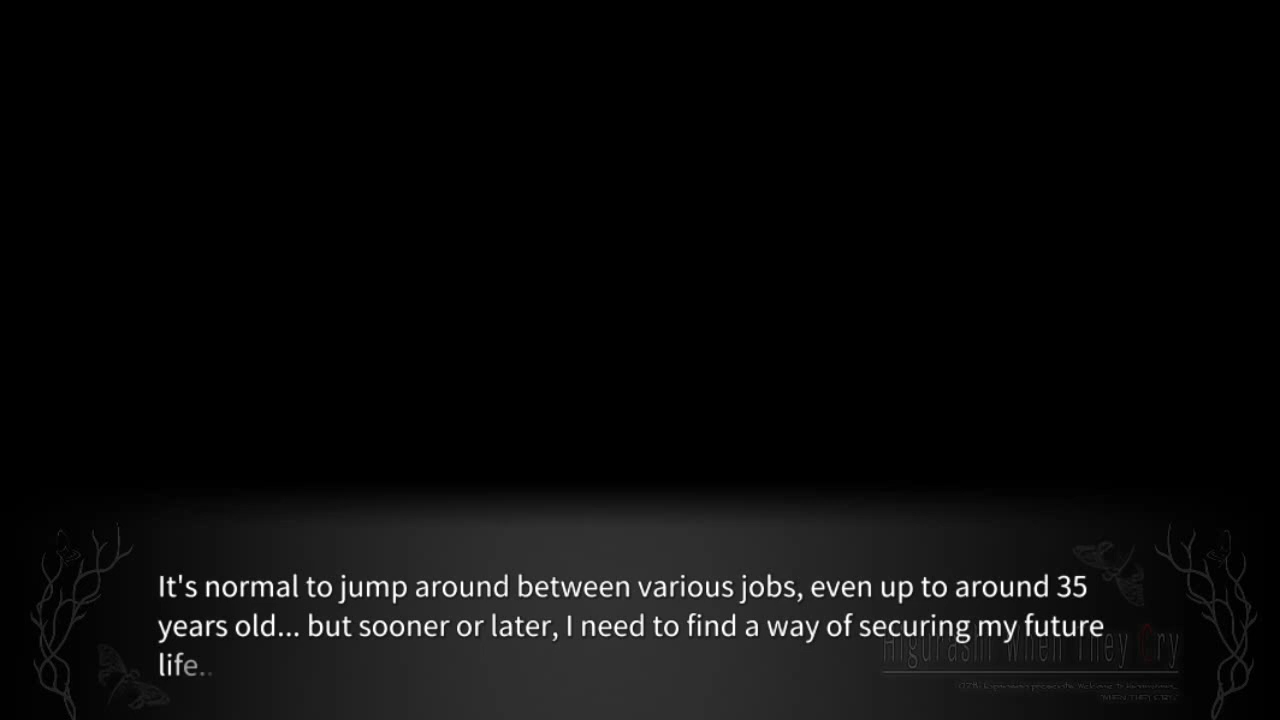 It's normal to jump around between various jobs, even up to around 35
years old... but sooner or later, I need to find a way of securing my future
life..
Higurashi When They Cry